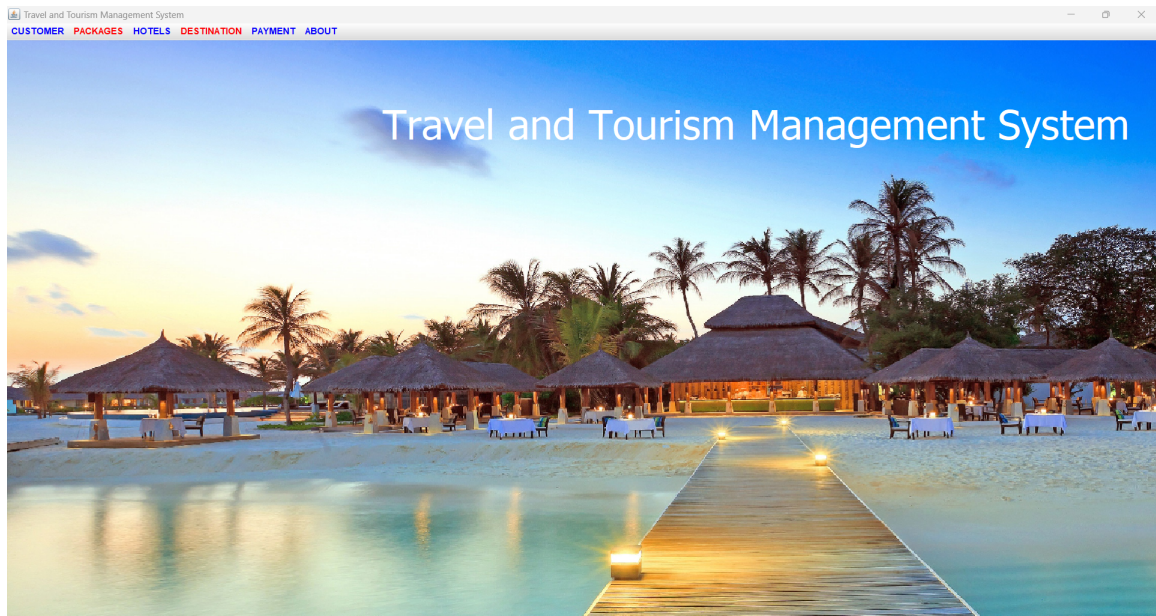 Travel and Tourism Management System
CUSTOMER PACKAGES HOTELS DESTINATION PAYMENT ABOUT
Travel and Tourism Management System